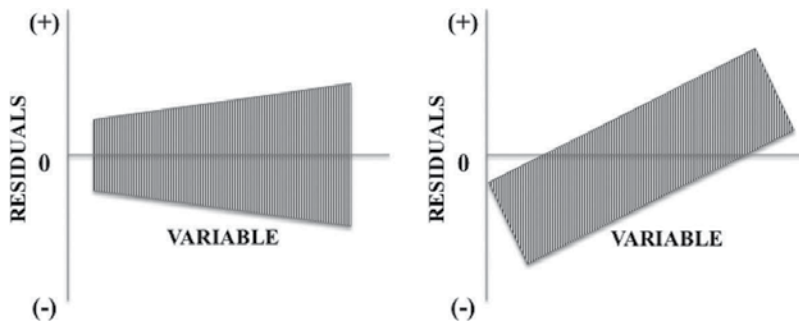 (+)
RESIDUALS
0
VARIABLE
(-)
(+)
RESIDUALS
0
VARIABLE
(-)